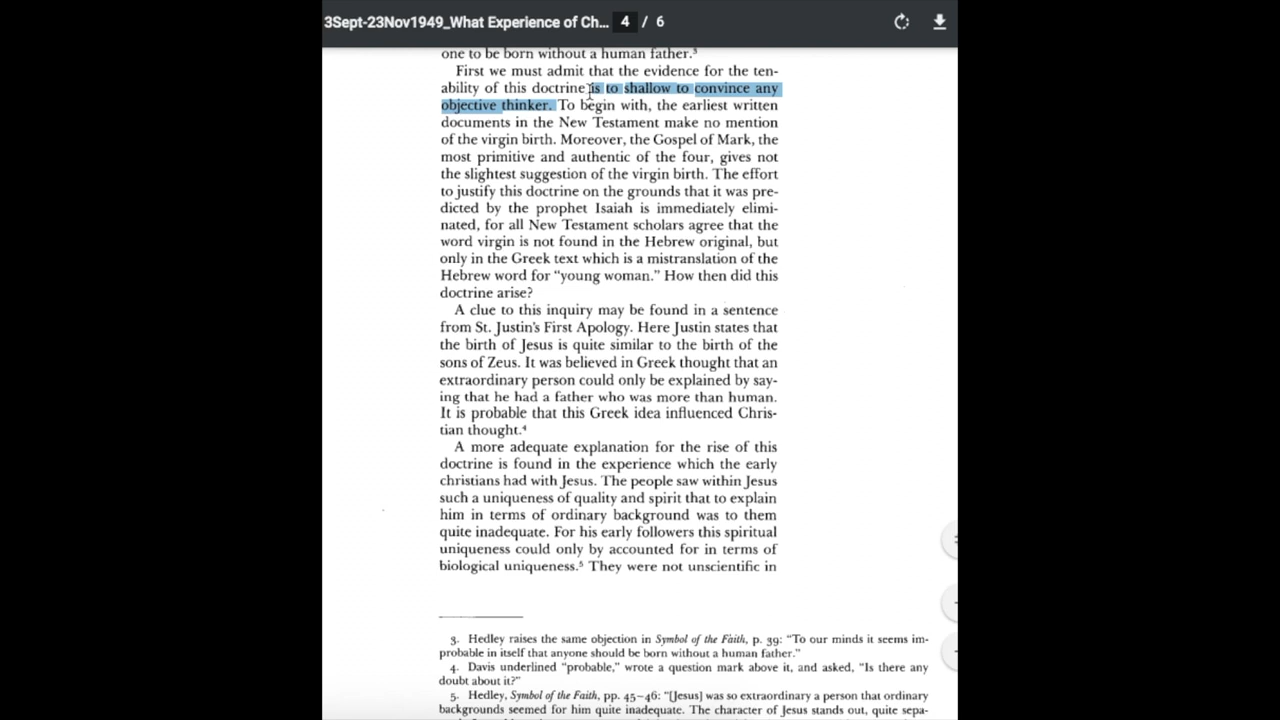 3Sept-23Nov1949_What Experience of Ch... 4 / 6
one to be born without a human father.³
First we must admit that the evidence for the ten-
ability of this doctrine is to shallow to convince any
objective thinker. To begin with, the earliest written
documents in the New Testament make no mention
of the virgin birth. Moreover, the Gospel of Mark, the
most primitive and authentic of the four, gives not
the slightest suggestion of the virgin birth. The effort
to justify this doctrine on the grounds that it was pre-
dicted by the prophet Isaiah is immediately elimi-
nated, for all New Testament scholars agree that the
word virgin is not found in the Hebrew original, but
only in the Greek text which is a mistranslation of the
Hebrew word for “young woman.” How then did this
doctrine arise?
A clue to this inquiry may be found in a sentence
from St. Justin’s First Apology. Here Justin states that
the birth of Jesus is quite similar to the birth of the
sons of Zeus. It was believed in Greek thought that an
extraordinary person could only be explained by say-
ing that he had a father who was more than human.
It is probable that this Greek idea influenced Chris-
tian thought.⁴
A more adequate explanation for the rise of this
doctrine is found in the experience which the early
christians had with Jesus. The people saw within Jesus
such a uniqueness of quality and spirit that to explain
him in terms of ordinary background was to them
quite inadequate. For his early followers this spiritual
uniqueness could only by accounted for in terms of
biological uniqueness.⁵ They were not unscientific in
3. Hedley raises the same objection in Symbol of the Faith, p. 39: “To our minds it seems im-
probable in itself that anyone should be born without a human father.”
4. Davis underlined “probable,” wrote a question mark above it, and asked, “Is there any
doubt about it?”
5. Hedley, Symbol of the Faith, pp. 45–46: “[Jesus] was so extraordinary a person that ordinary
backgrounds seemed for him quite inadequate. The character of Jesus stands out, quite sepa-